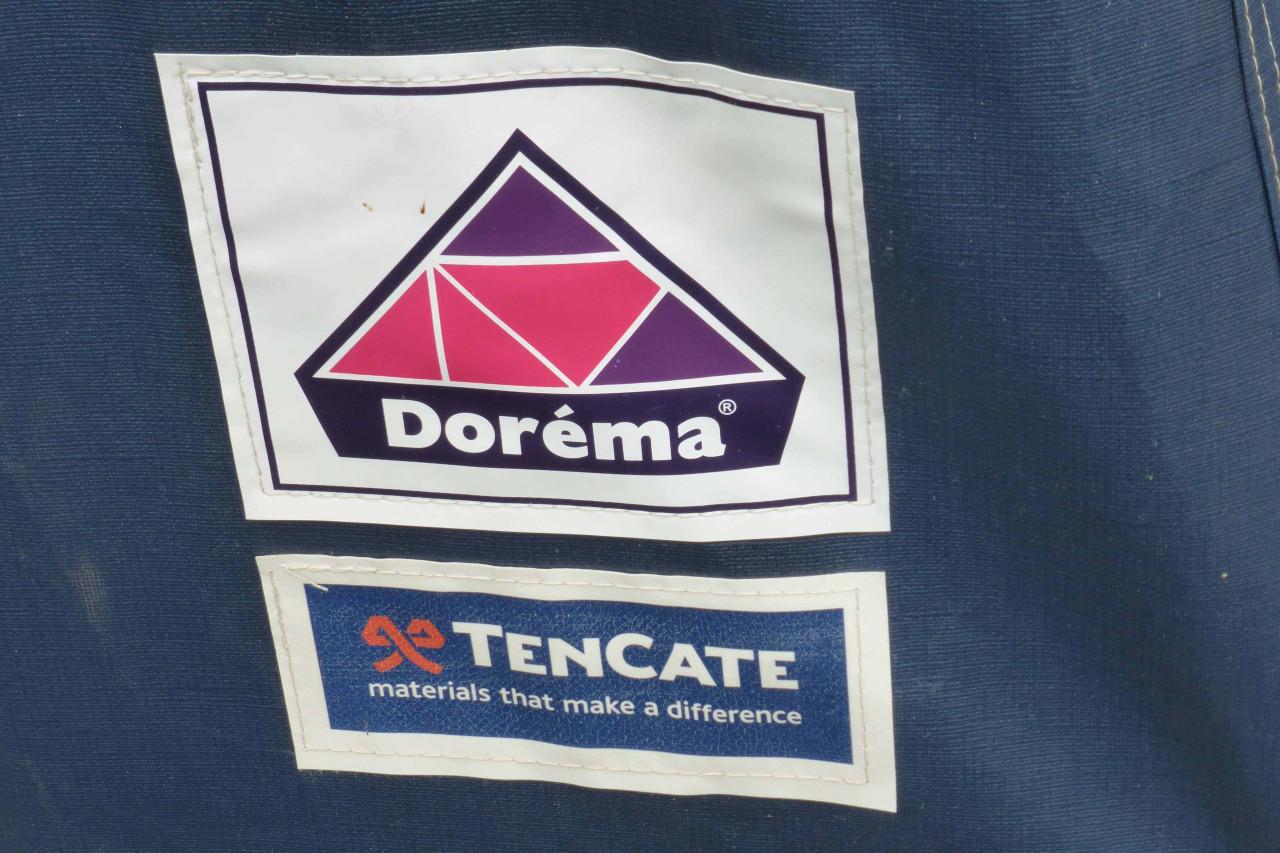 Doréma®
TENCATE
materials that make a difference